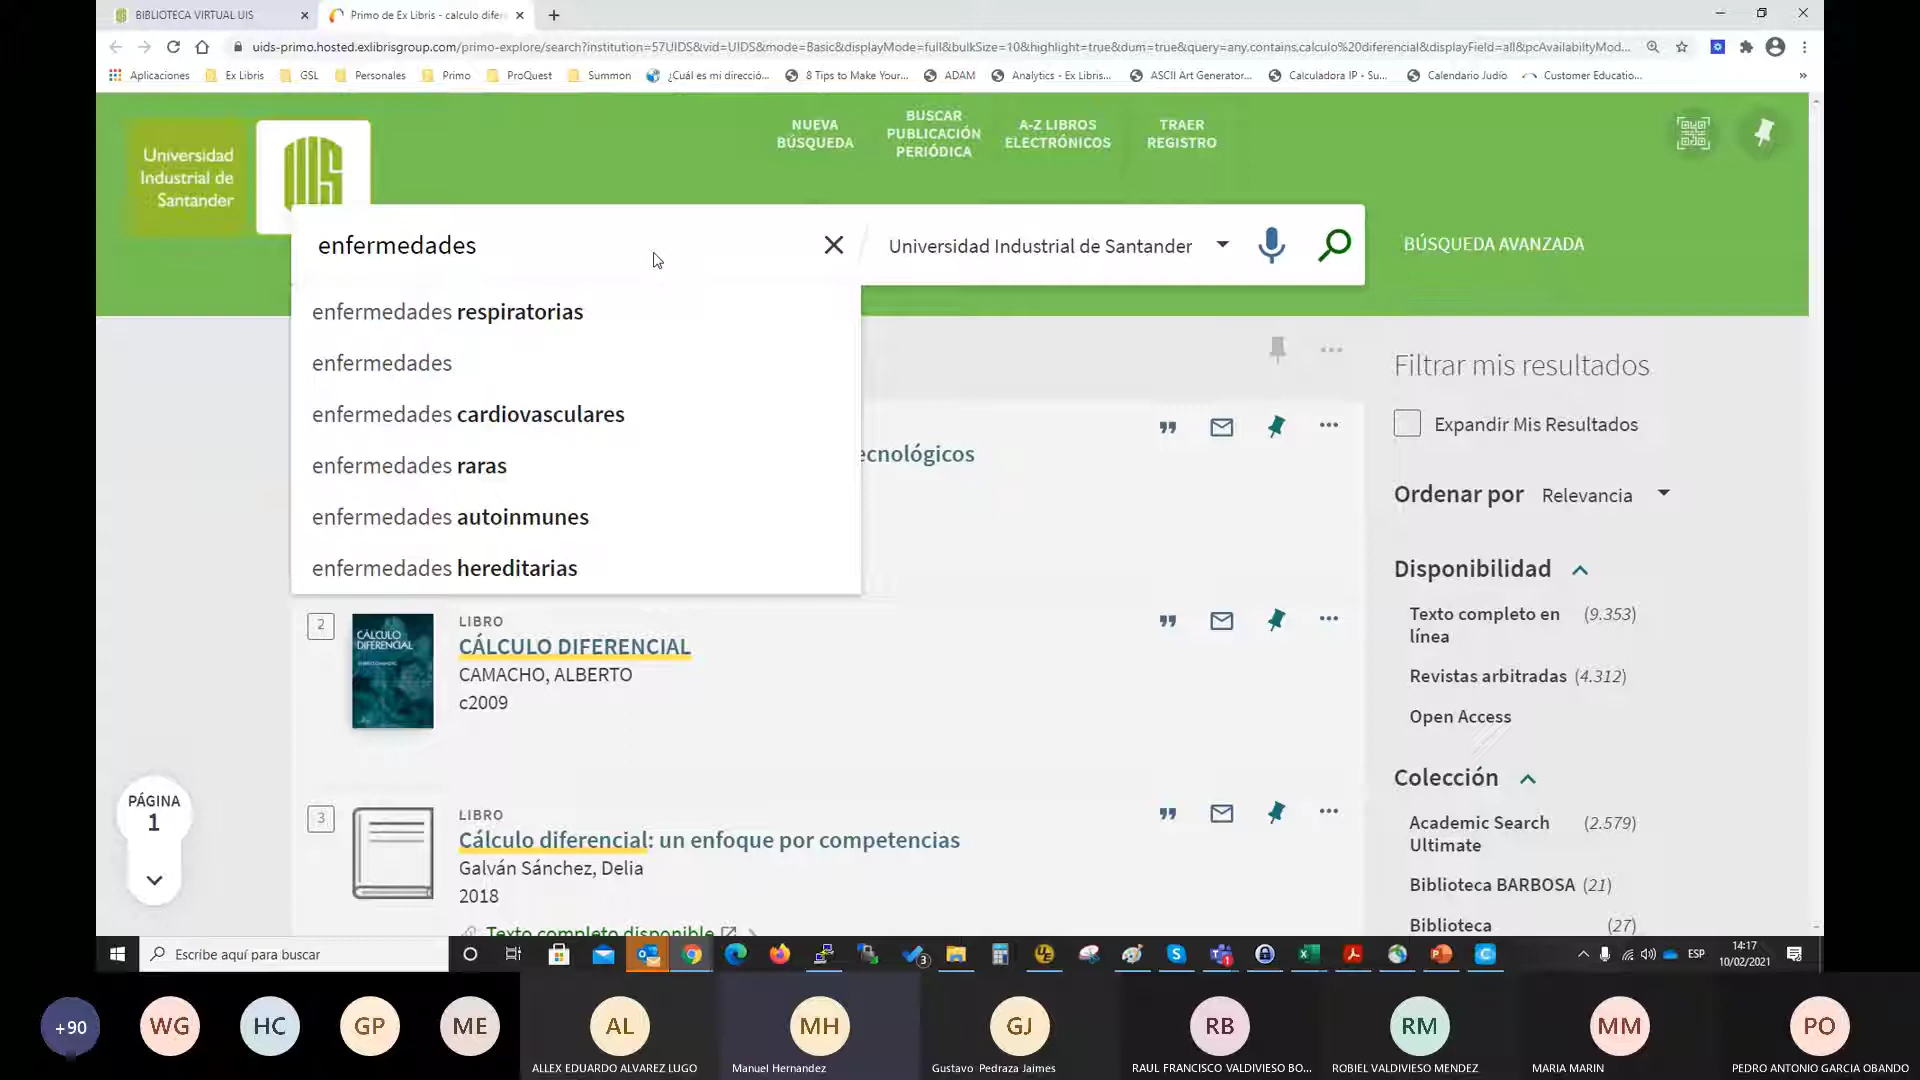 BIBLIOTECA VIRTUAL UIS
Primo de Ex Libris - calculo difer
uids-primo.hosted.exlibrisgroup.com/primo-explore/search?institution=57UIDS&vid=UIDS&mode=Basic&displayMode=full&bulkSize=10&highlight=true&dum=true&query=any,contains,calculo%20diferencial&displayField=all&pcAvailabiltyMod...
Aplicaciones
Ex Libris
GSL
Personales
Primo
ProQuest
Summon
¿Cuál es mi direcció...
8 Tips to Make Your...
ADAM
Analytics - Ex Libris...
ASCII Art Generator...
Calculadora IP - Su...
Calendario Judío
Customer Educatio...
»
Universidad
Industrial de
Santander
UIS
NUEVA
BÚSQUEDA
BUSCAR
PUBLICACIÓN
PERIÓDICA
A-Z LIBROS
ELECTRÓNICOS
TRAER
REGISTRO
enfermedades
Universidad Industrial de Santander
BÚSQUEDA AVANZADA
enfermedades respiratorias
enfermedades
enfermedades cardiovasculares
enfermedades raras
enfermedades autoinmunes
enfermedades hereditarias
ecnológicos
2
CÁLCULO
DIFERENCIAL
LIBRO
CÁLCULO DIFERENCIAL
CAMACHO, ALBERTO
c2009
3
LIBRO
Cálculo diferencial: un enfoque por competencias
Galván Sánchez, Delia
2018
Texto completo disponible
PÁGINA
1
Filtrar mis resultados
Expandir Mis Resultados
Ordenar por Relevancia
Disponibilidad
Texto completo en línea (9.353)
Revistas arbitradas (4.312)
Open Access
Colección
Academic Search Ultimate (2.579)
Biblioteca BARBOSA (21)
Biblioteca (27)
Escribe aquí para buscar
3
1
ESP
14:17
10/02/2021
+90
WG
HC
GP
ME
AL
ALLEX EDUARDO ALVAREZ LUGO
MH
Manuel Hernandez
GJ
Gustavo Pedraza Jaimes
RB
RAUL FRANCISCO VALDIVIESO BO...
RM
ROBIEL VALDIVIESO MENDEZ
MM
MARIA MARIN
PO
PEDRO ANTONIO GARCIA OBANDO